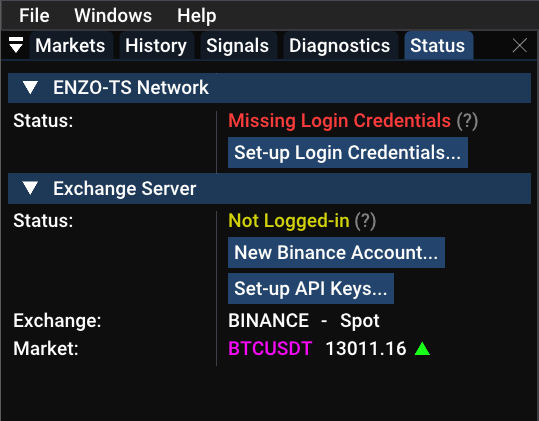 File Windows Help
Markets History Signals Diagnostics Status
ENZO-TS Network
Status: Missing Login Credentials (?)
Set-up Login Credentials...
Exchange Server
Status: Not Logged-in (?)
New Binance Account...
Set-up API Keys...
Exchange: BINANCE - Spot
Market: BTCUSDT 13011.16